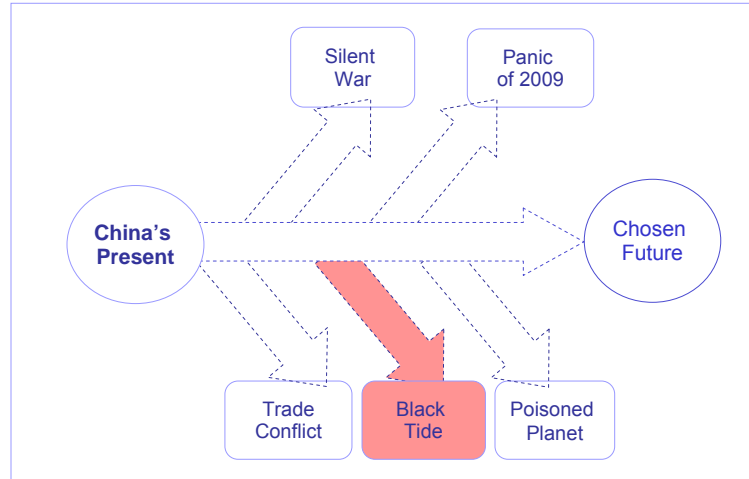 Silent
War
Panic
of 2009
China's
Present
Chosen
Future
Trade
Conflict
Black
Tide
Poisoned
Planet